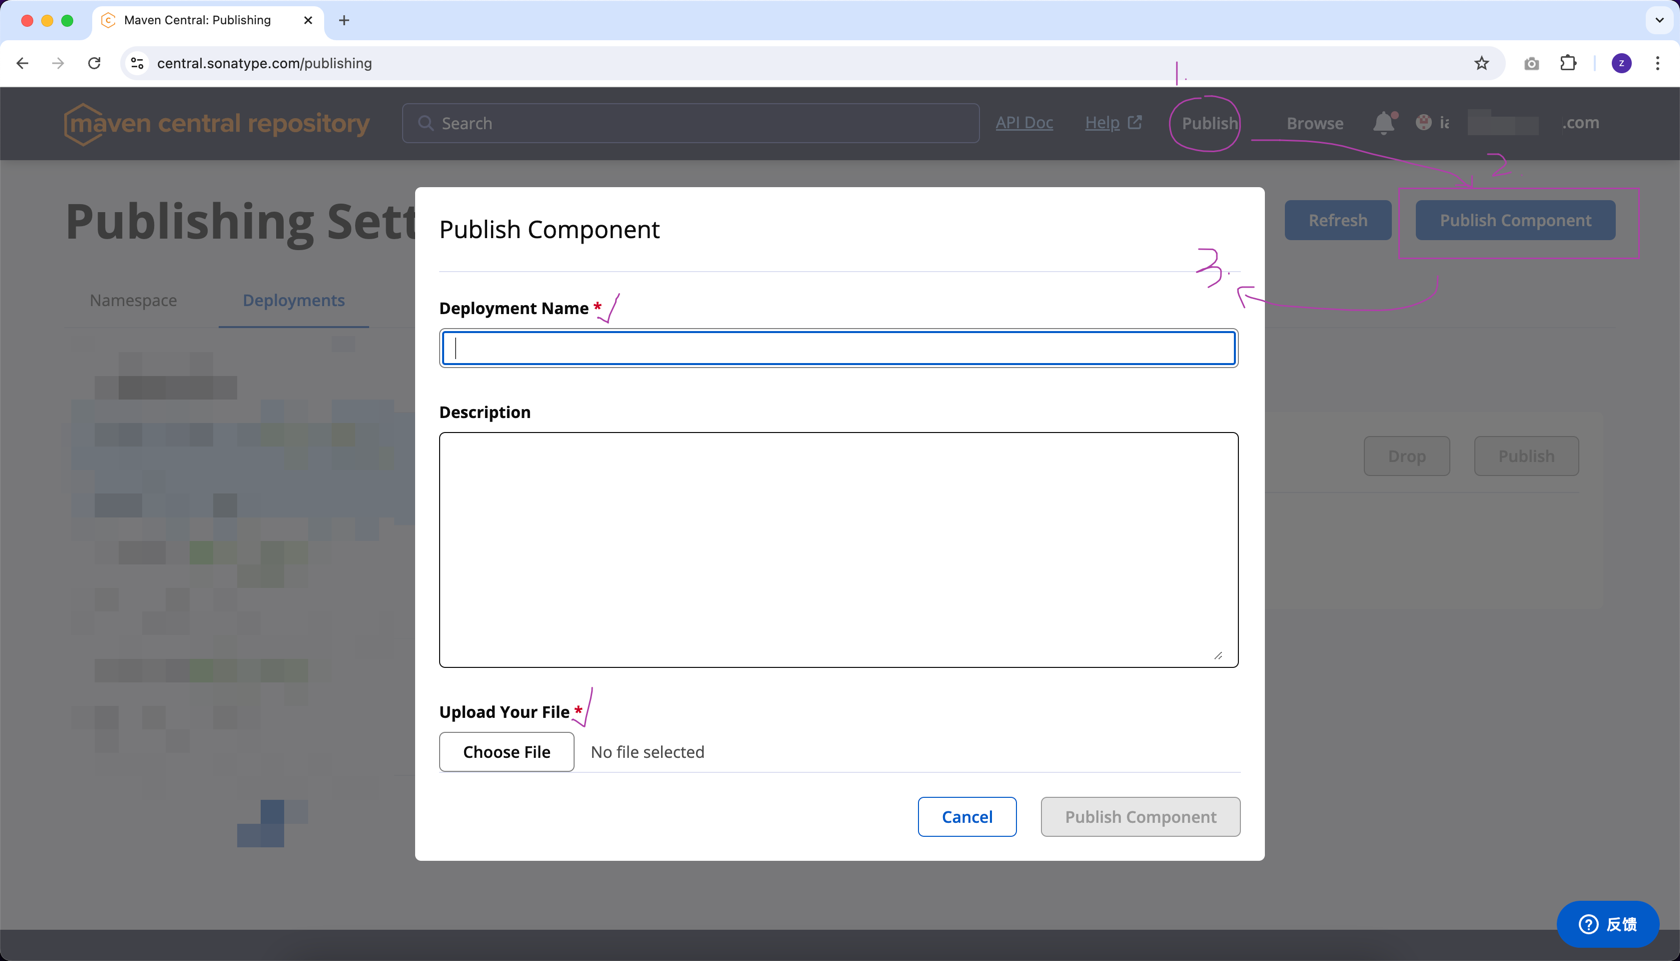 Maven Central: Publishing
central.sonatype.com/publishing
1.
maven central repository
Search
API Doc
Help
Publish
Browse
.com
2
Publishing Sett
Refresh
Publish Component
Publish Component
3.
Namespace
Deployments
Deployment Name *
Description
Drop
Publish
Upload Your File *
Choose File
No file selected
Cancel
Publish Component
反馈